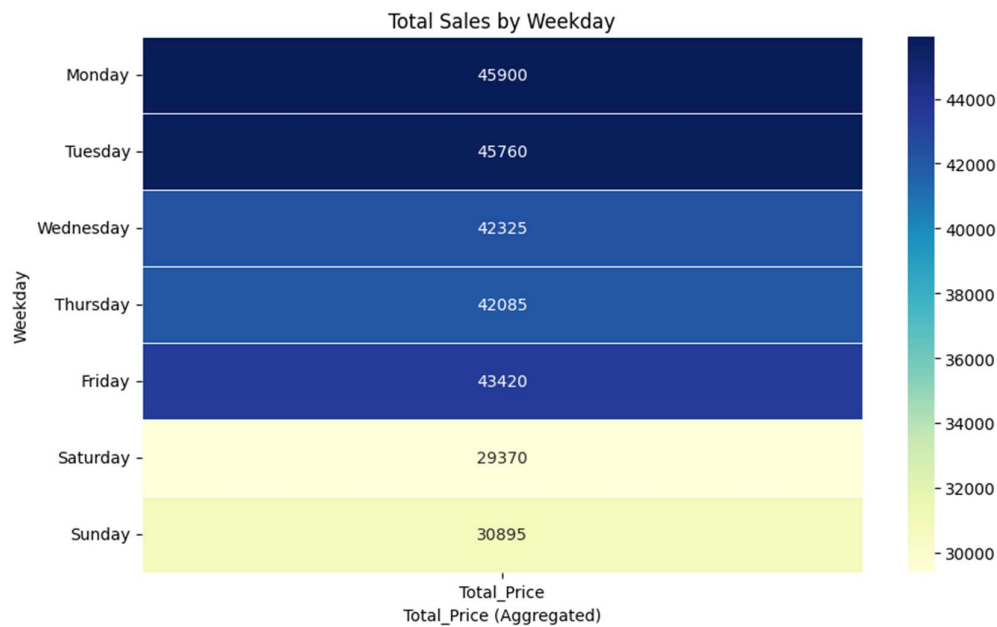 Total Sales by Weekday
Weekday
Monday 45900
Tuesday 45760
Wednesday 42325
Thursday 42085
Friday 43420
Saturday 29370
Sunday 30895
Total_Price
Total_Price (Aggregated)
44000
42000
40000
38000
36000
34000
32000
30000